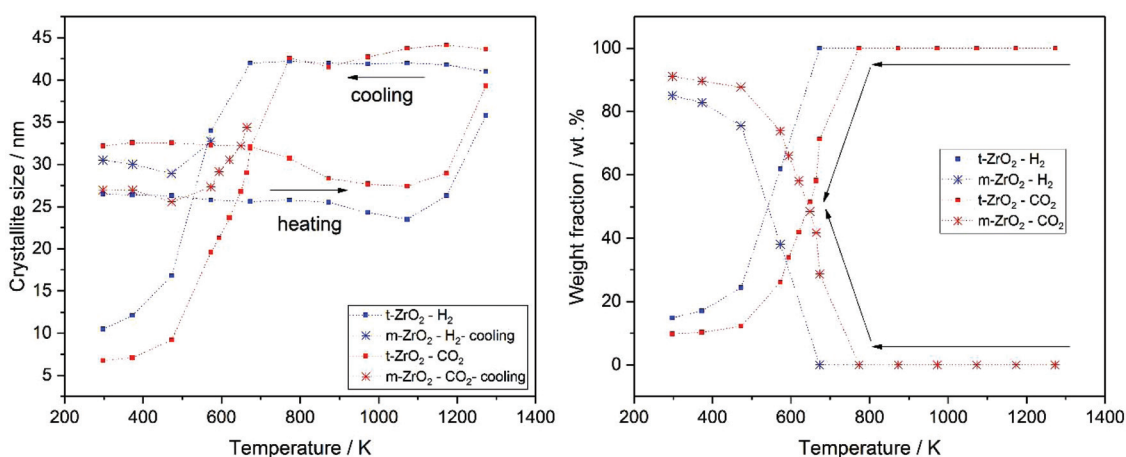 45
40
35
30
25
20
15
10
5
Crystallite size / nm
cooling
heating
t-ZrO₂ - H₂
m-ZrO₂ - H₂- cooling
t-ZrO₂ - CO₂
m-ZrO₂ - CO₂-cooling
200 400 600 800 1000 1200 1400
Temperature / K
100
80
60
40
20
0
Weight fraction / wt .%
t-ZrO₂ - H₂
m-ZrO₂ - H₂
t-ZrO₂ - CO₂
m-ZrO₂ - CO₂
200 400 600 800 1000 1200 1400
Temperature / K